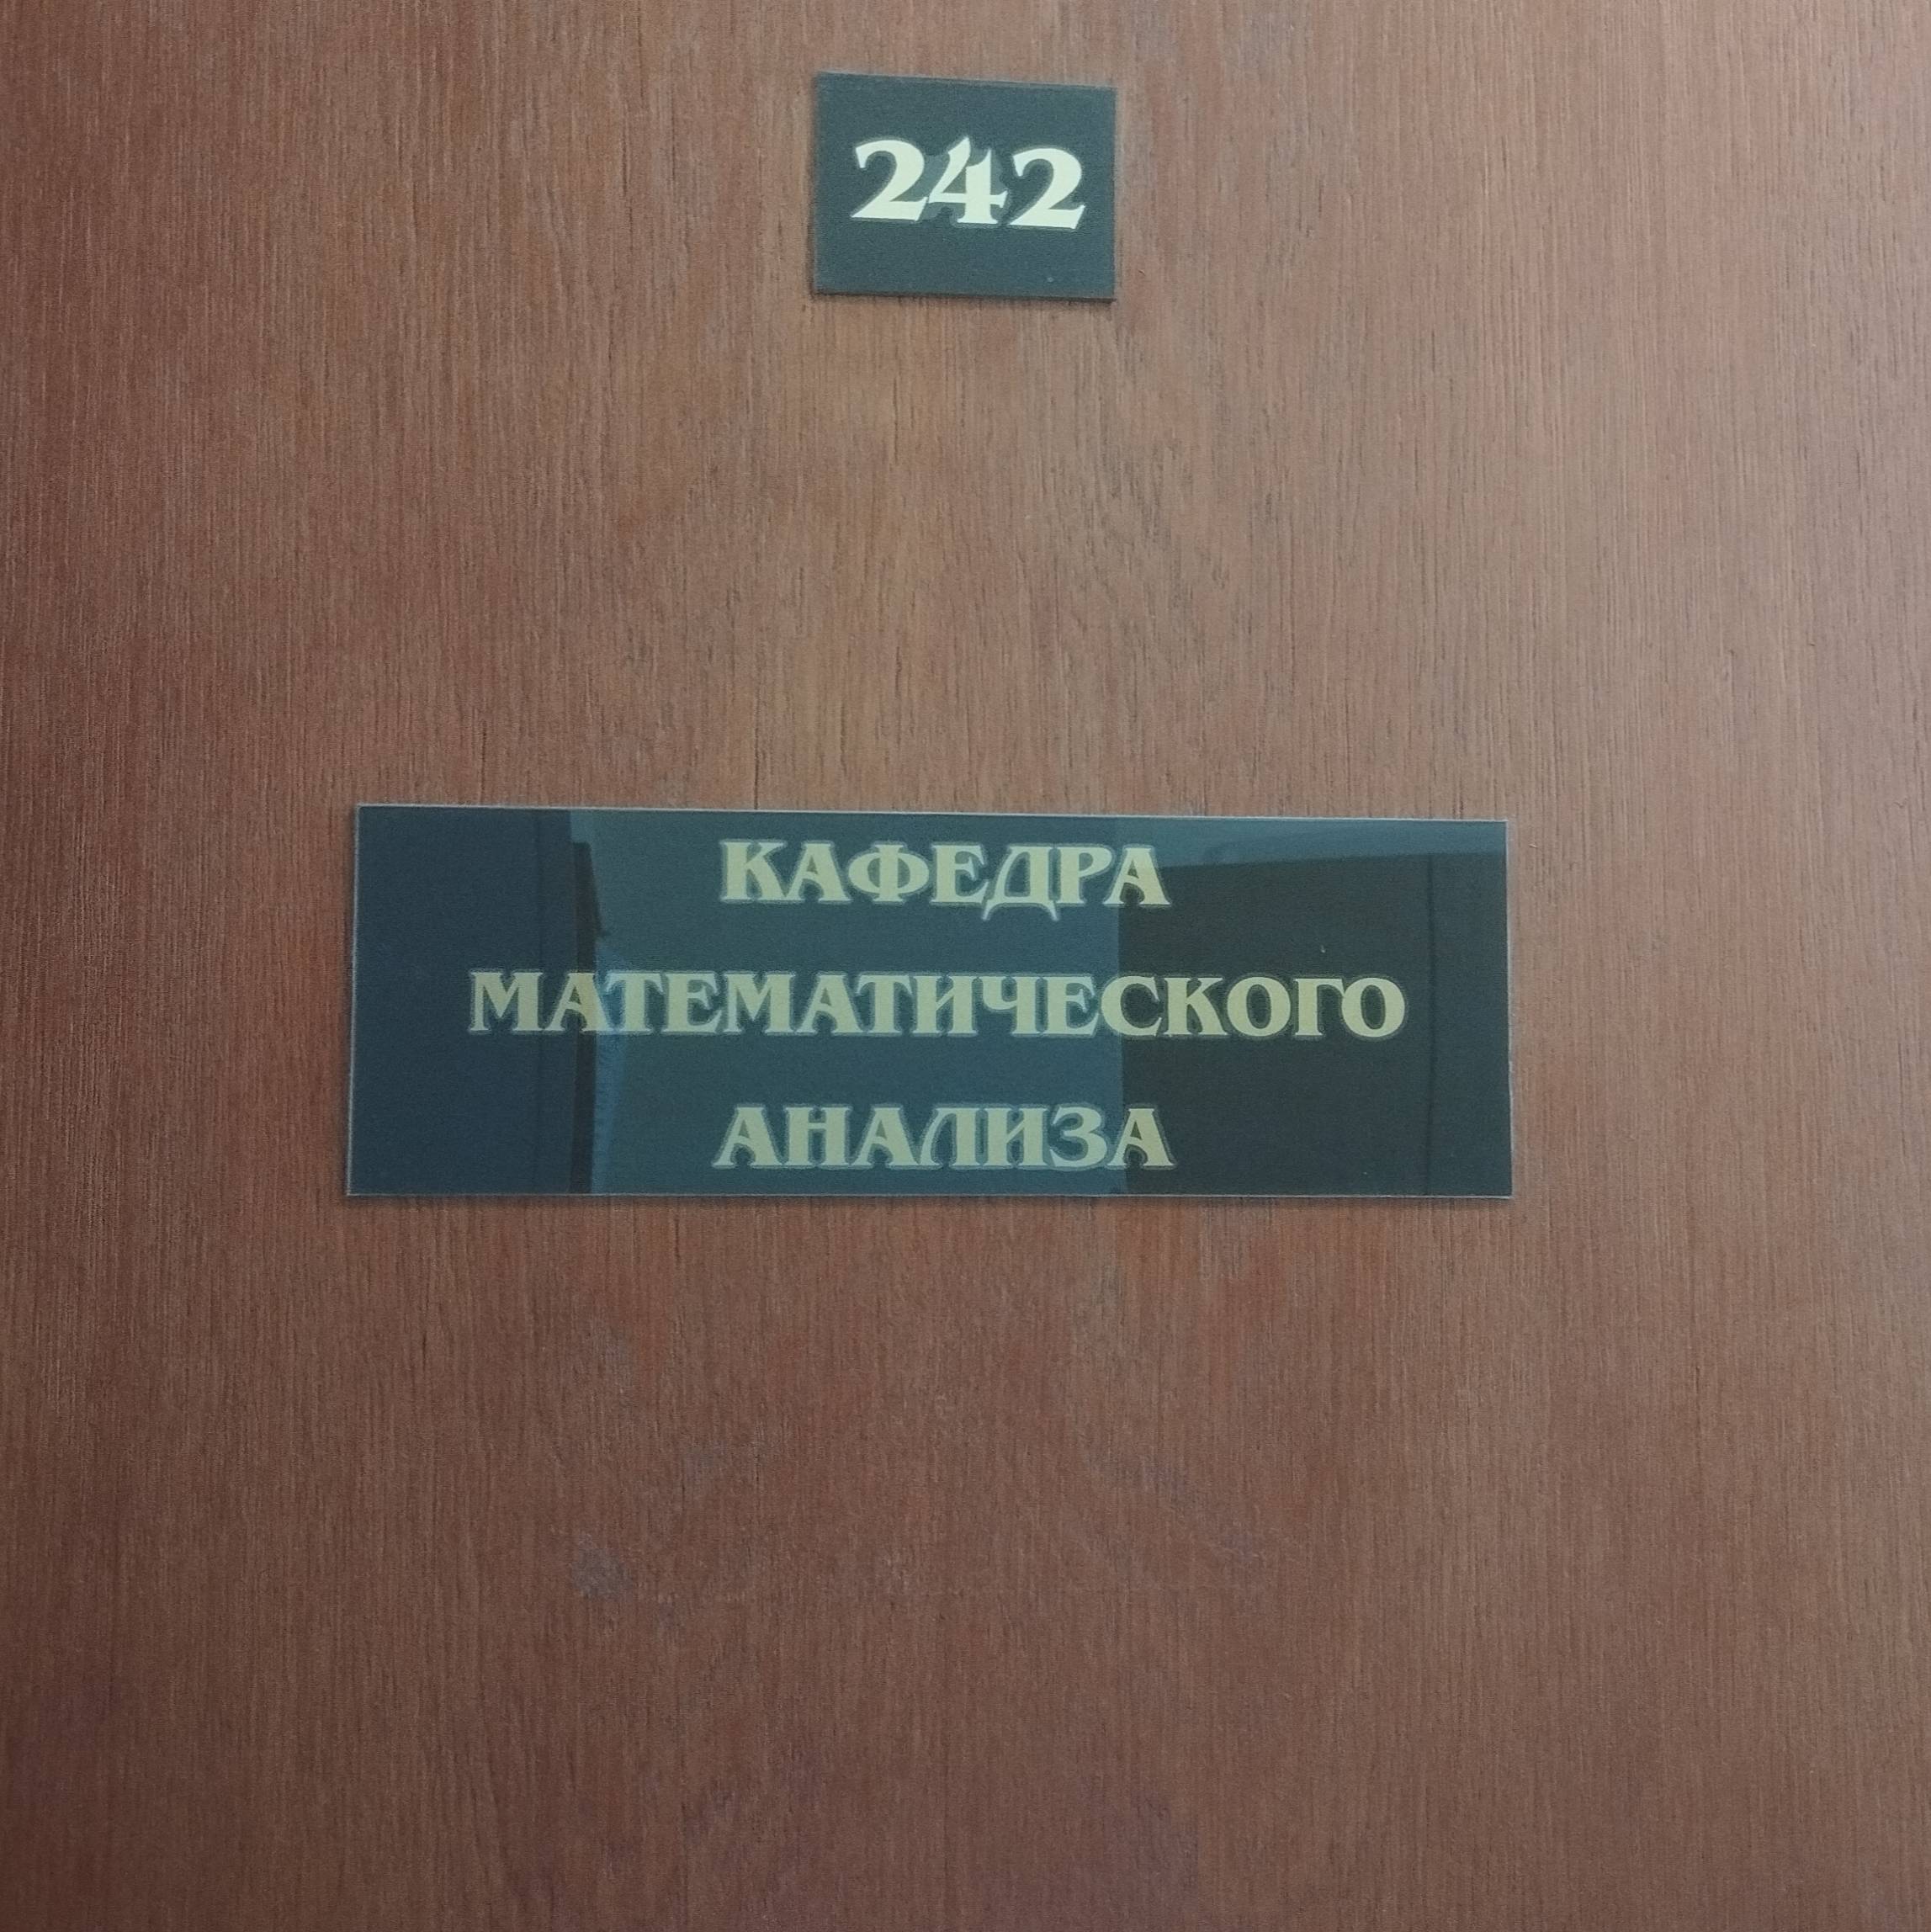 242
КАФЕДРА
МАТЕМАТИЧЕСКОГО
АНАЛИЗА